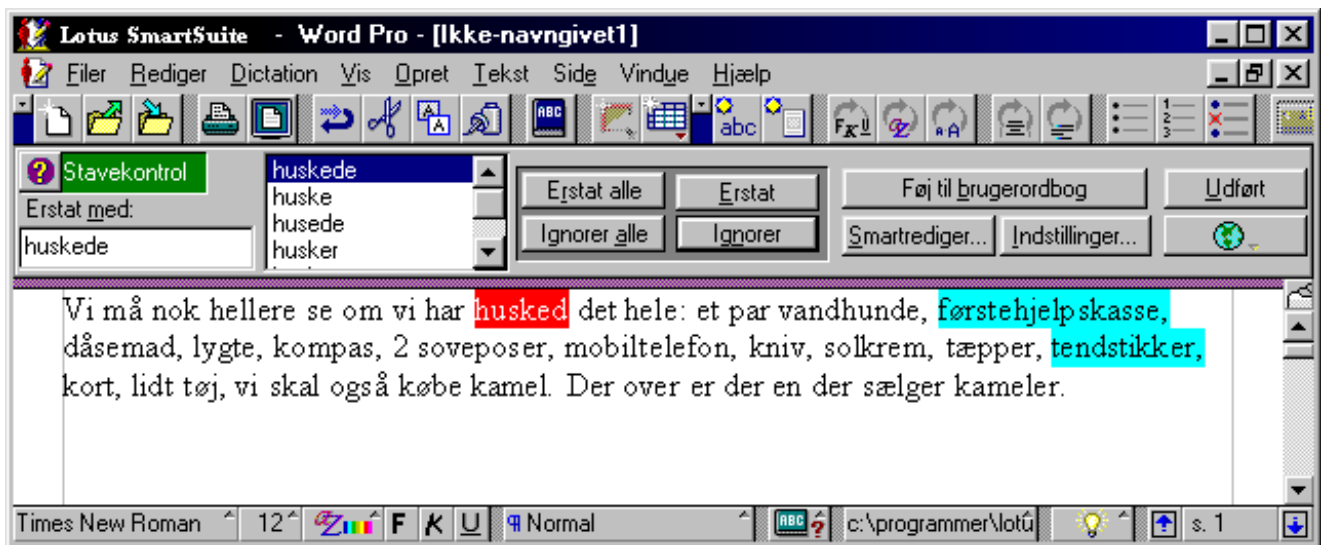 Lotus SmartSuite - Word Pro - [Ikke-navngivet1]
Filer Rediger Dictation Vis Opret Tekst Side Vindue Hjælp
Stavekontrol
Erstat med:
huskede
huskede
huske
husede
husker
Erstat alle Erstat
Ignorer alle Ignorer
Føj til brugerordbog Udført
Smartrediger... Indstillinger...
Vi må nok hellere se om vi har husked det hele: et par vandhunde, førstehjelpskasse,
dåsemad, lygte, kompas, 2 soveposer, mobiltelefon, kniv, solkrem, tæpper, tendstikker,
kort, lidt tøj, vi skal også købe kamel. Der over er der en der sælger kameler.
Times New Roman 12 F K U Normal c:\programmer\lotu s. 1